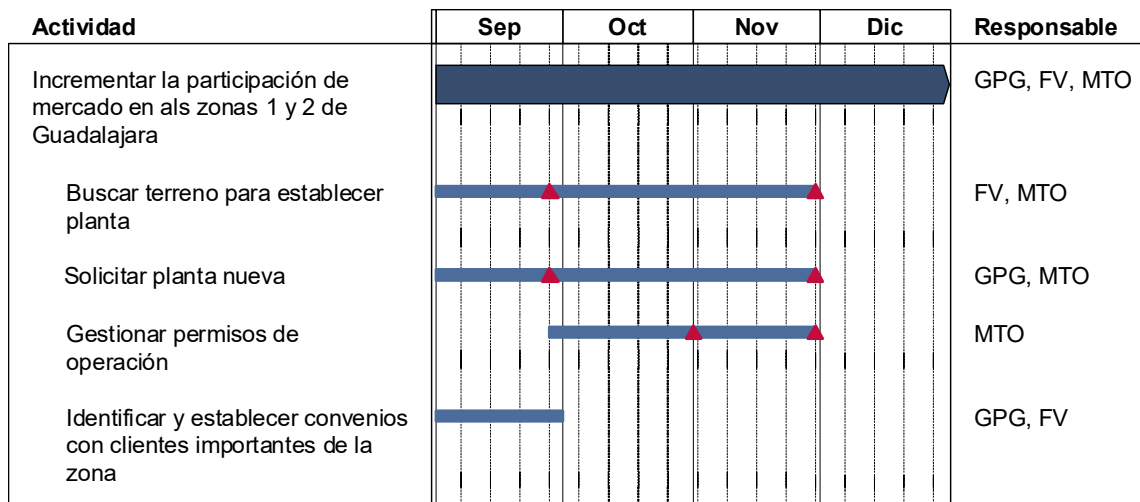 Actividad Sep Oct Nov Dic Responsable
Incrementar la participación de GPG, FV, MTO
mercado en als zonas 1 y 2 de
Guadalajara
Buscar terreno para establecer FV, MTO
planta
Solicitar planta nueva GPG, MTO
Gestionar permisos de MTO
operación
Identificar y establecer convenios GPG, FV
con clientes importantes de la
zona